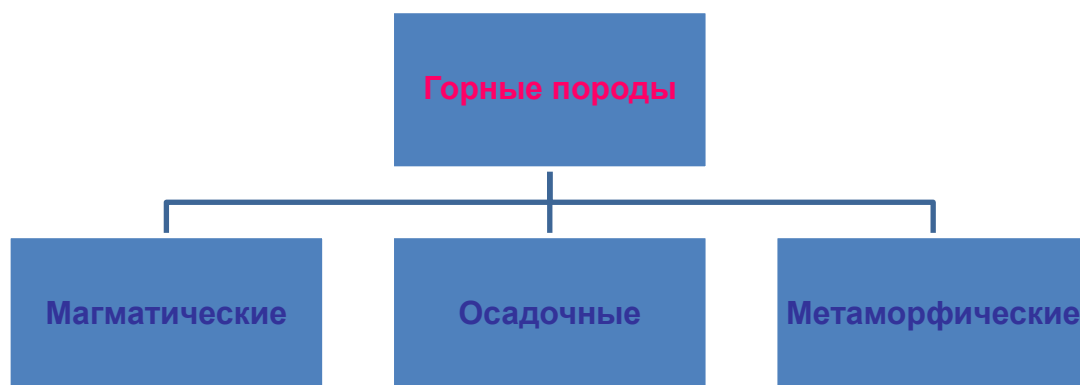 Горные породы
Магматические
Осадочные
Метаморфические